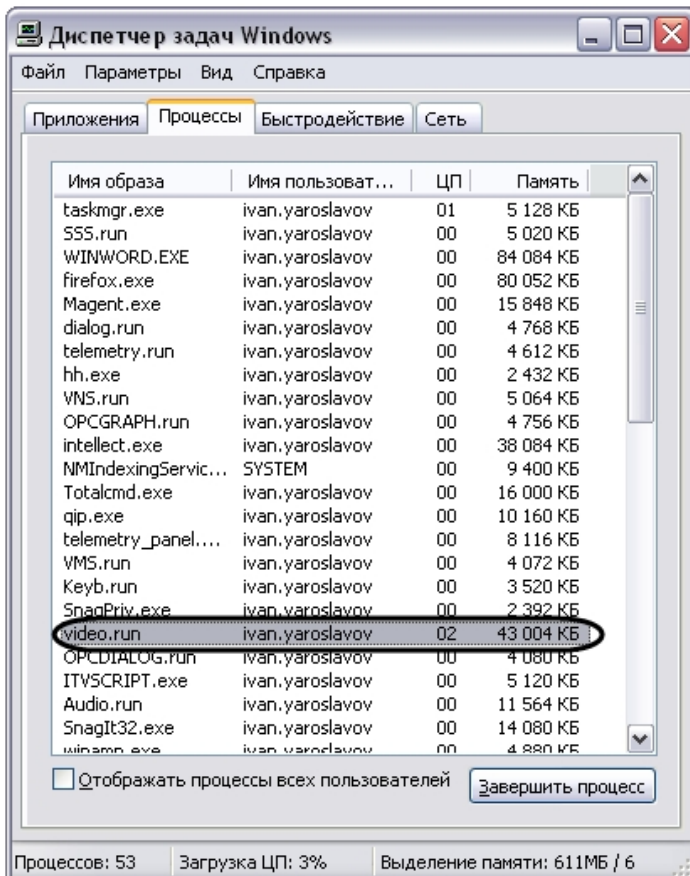 Диспетчер задач Windows
Файл Параметры Вид Справка
Приложения Процессы Быстродействие Сеть
Имя образа Имя пользоват... ЦП Память
taskmgr.exe ivan.yaroslavov 01 5 128 КБ
SSS.run ivan.yaroslavov 00 5 020 КБ
WINWORD.EXE ivan.yaroslavov 00 84 084 КБ
firefox.exe ivan.yaroslavov 00 80 052 КБ
Magent.exe ivan.yaroslavov 00 15 848 КБ
dialog.run ivan.yaroslavov 00 4 768 КБ
telemetry.run ivan.yaroslavov 00 4 612 КБ
hh.exe ivan.yaroslavov 00 2 432 КБ
VNS.run ivan.yaroslavov 00 5 064 КБ
OPCGRAPH.run ivan.yaroslavov 00 4 756 КБ
intellect.exe ivan.yaroslavov 00 38 084 КБ
NMIndexingServic... SYSTEM 00 9 400 КБ
Totalcmd.exe ivan.yaroslavov 00 16 000 КБ
qip.exe ivan.yaroslavov 00 10 160 КБ
telemetry_panel.... ivan.yaroslavov 00 8 116 КБ
VMS.run ivan.yaroslavov 00 4 072 КБ
Keyb.run ivan.yaroslavov 00 3 520 КБ
SnagPriv.exe ivan.yaroslavov 00 2 392 КБ
video.run ivan.yaroslavov 02 43 004 КБ
OPCDIALOG.run ivan.yaroslavov 00 4 080 КБ
ITVSCRIPT.exe ivan.yaroslavov 00 5 120 КБ
Audio.run ivan.yaroslavov 00 11 564 КБ
SnagIt32.exe ivan.yaroslavov 00 14 080 КБ
winamp.exe ivan.yaroslavov 00 4 880 КБ
Отображать процессы всех пользователей Завершить процесс
Процессов: 53 Загрузка ЦП: 3% Выделение памяти: 611МБ / 6